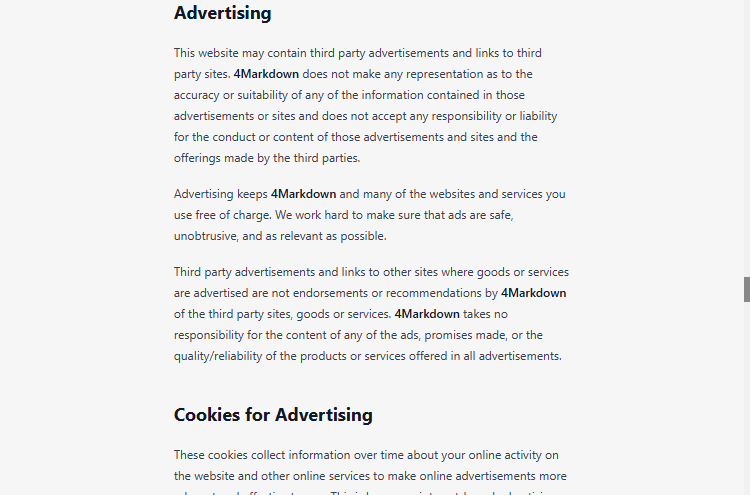 Advertising
This website may contain third party advertisements and links to third
party sites. 4Markdown does not make any representation as to the
accuracy or suitability of any of the information contained in those
advertisements or sites and does not accept any responsibility or liability
for the conduct or content of those advertisements and sites and the
offerings made by the third parties.
Advertising keeps 4Markdown and many of the websites and services you
use free of charge. We work hard to make sure that ads are safe,
unobtrusive, and as relevant as possible.
Third party advertisements and links to other sites where goods or services
are advertised are not endorsements or recommendations by 4Markdown
of the third party sites, goods or services. 4Markdown takes no
responsibility for the content of any of the ads, promises made, or the
quality/reliability of the products or services offered in all advertisements.
Cookies for Advertising
These cookies collect information over time about your online activity on
the website and other online services to make online advertisements more